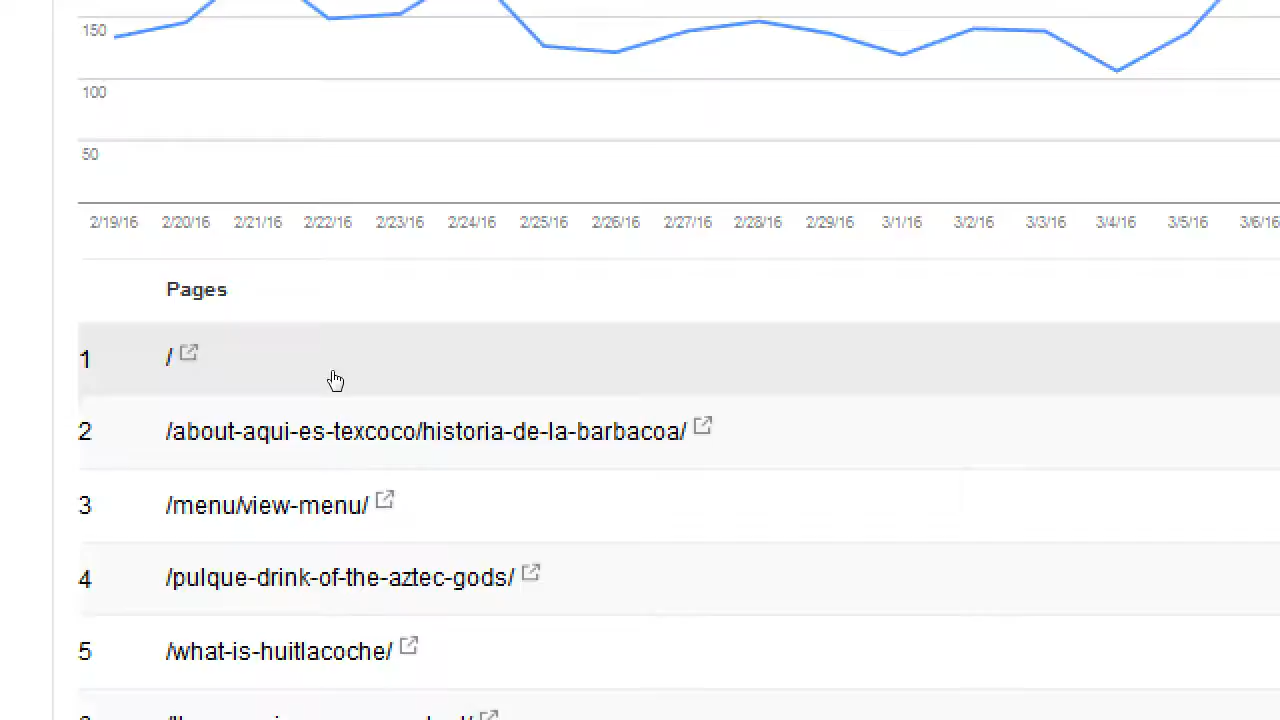 150
100
50
2/19/16 2/20/16 2/21/16 2/22/16 2/23/16 2/24/16 2/25/16 2/26/16 2/27/16 2/28/16 2/29/16 3/1/16 3/2/16 3/3/16 3/4/16 3/5/16 3/6/16
Pages
1 /
2 /about-aqui-es-texcoco/historia-de-la-barbacoa/
3 /menu/view-menu/
4 /pulque-drink-of-the-aztec-gods/
5 /what-is-huitlacoche/